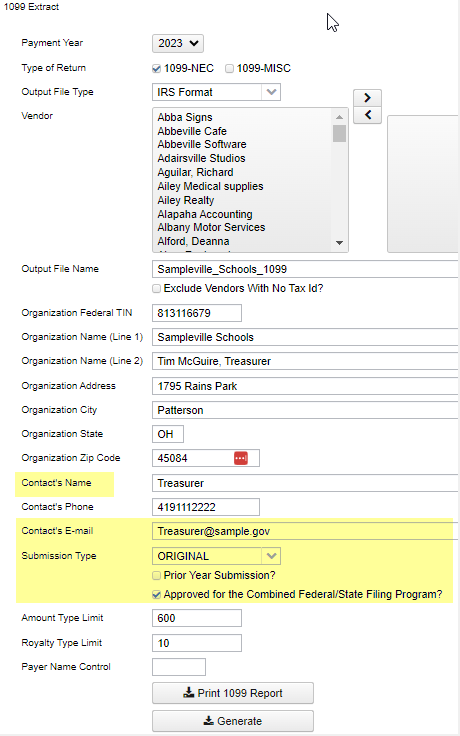 1099 Extract
Payment Year 2023
Type of Return 1099-NEC 1099-MISC
Output File Type IRS Format
Vendor
Abba Signs
Abbeville Cafe
Abbeville Software
Adairsville Studios
Aguilar, Richard
Ailey Medical supplies
Ailey Realty
Alapaha Accounting
Albany Motor Services
Alford, Deanna
Output File Name Sampleville_Schools_1099
Exclude Vendors With No Tax Id?
Organization Federal TIN 813116679
Organization Name (Line 1) Sampleville Schools
Organization Name (Line 2) Tim McGuire, Treasurer
Organization Address 1795 Rains Park
Organization City Patterson
Organization State OH
Organization Zip Code 45084
Contact's Name Treasurer
Contact's Phone 4191112222
Contact's E-mail Treasurer@sample.gov
Submission Type ORIGINAL
Prior Year Submission?
Approved for the Combined Federal/State Filing Program?
Amount Type Limit 600
Royalty Type Limit 10
Payer Name Control
Print 1099 Report
Generate